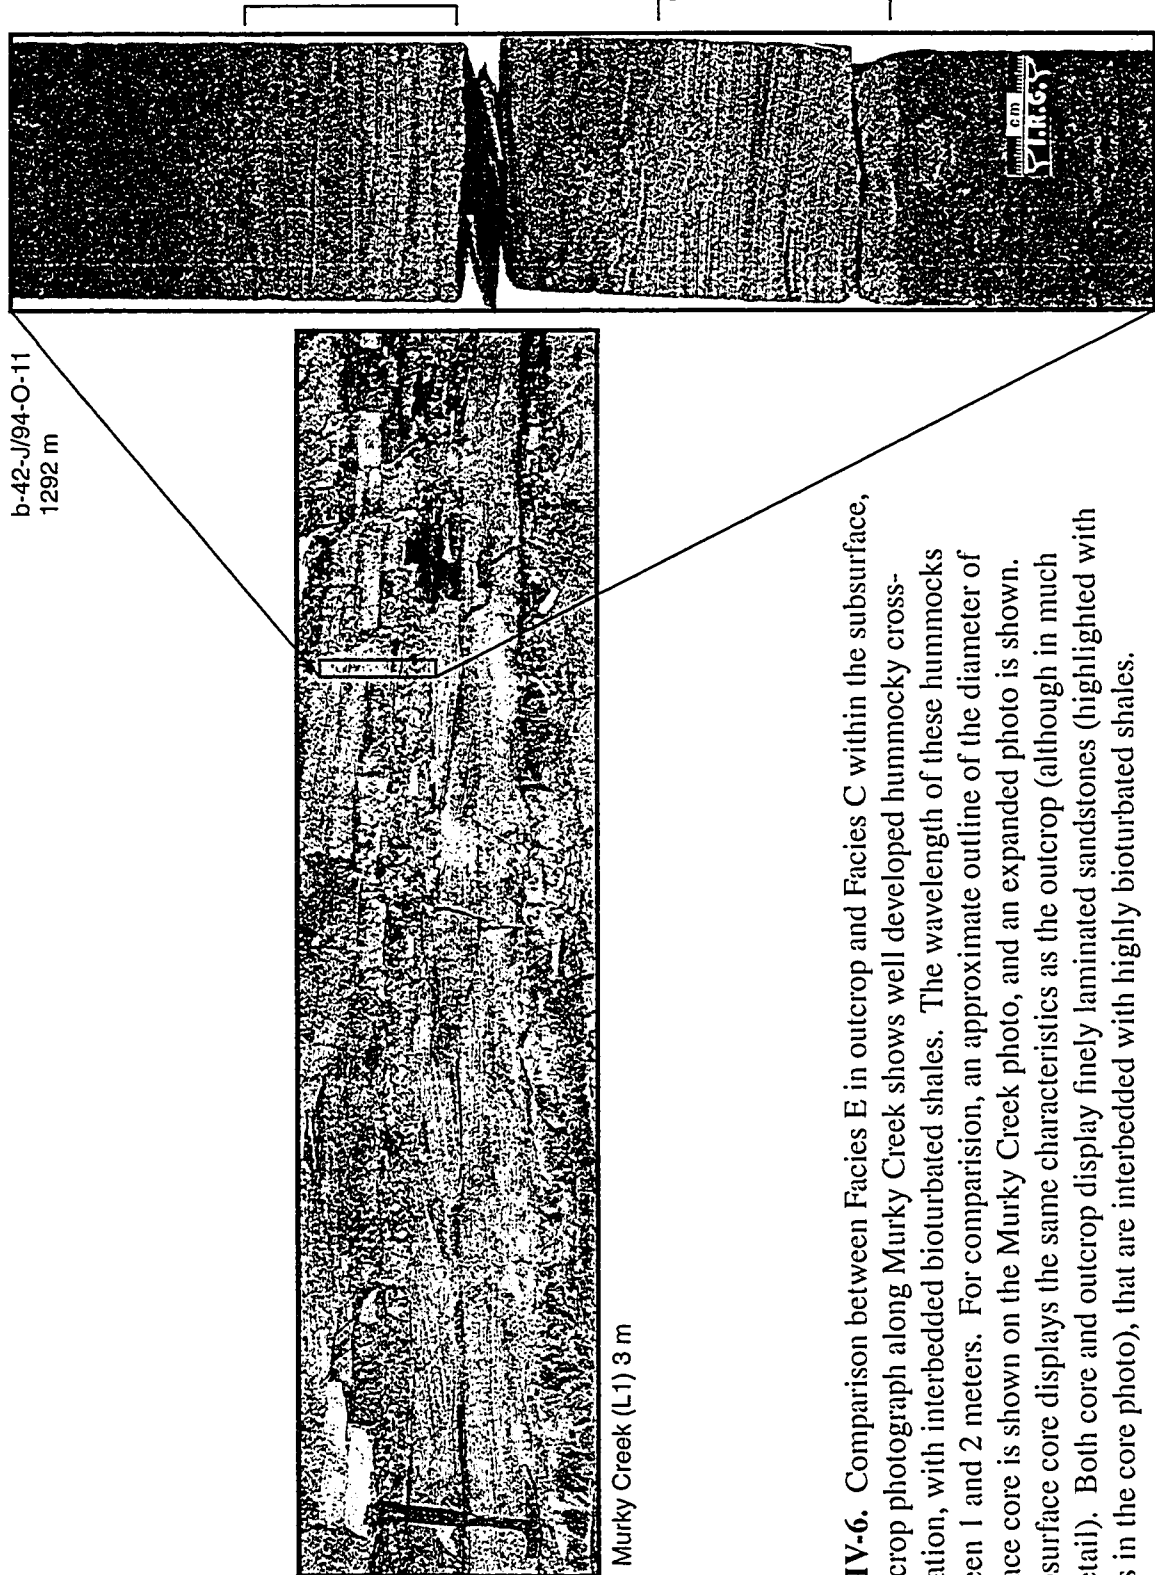 b-42-J/94-O-11
1292 m
cm
I.R.G.
Murky Creek (L1) 3 m
IV-6. Comparison between Facies E in outcrop and Facies C within the subsurface,
crop photograph along Murky Creek shows well developed hummocky cross-
ation, with interbedded bioturbated shales. The wavelength of these hummocks
een 1 and 2 meters. For comparision, an approximate outline of the diameter of
ace core is shown on the Murky Creek photo, and an expanded photo is shown.
surface core displays the same characteristics as the outcrop (although in much
etail). Both core and outcrop display finely laminated sandstones (highlighted with
s in the core photo), that are interbedded with highly bioturbated shales.